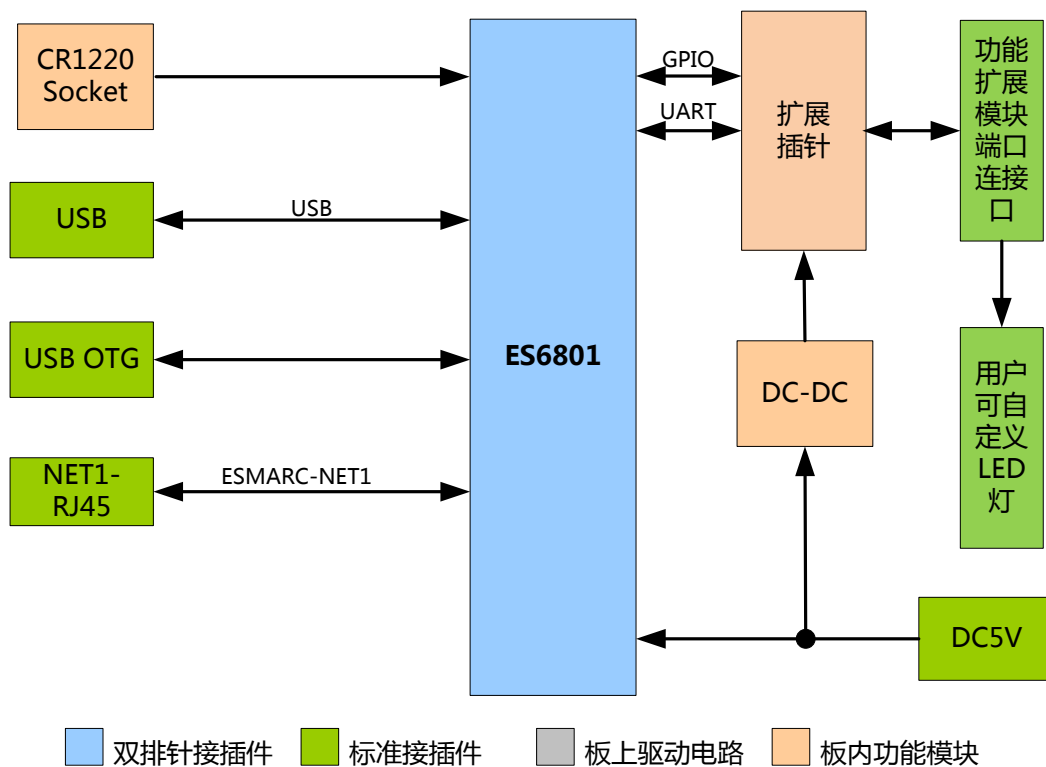 CR1220
Socket
USB
USB
USB OTG
NET1-
RJ45
ESMARC-NET1
ES6801
GPIO
UART
扩展
插针
DC-DC
功能
扩展
模块
端口
连接
口
用户
可自
定义
LED
灯
DC5V
双排针接插件
标准接插件
板上驱动电路
板内功能模块